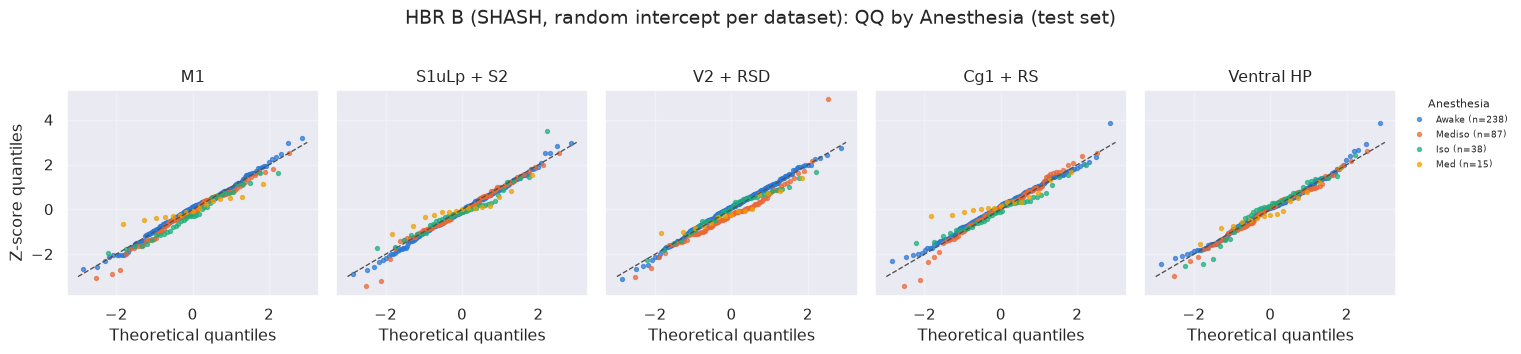 HBR B (SHASH, random intercept per dataset): QQ by Anesthesia (test set)
M1
S1uLp + S2
V2 + RSD
Cg1 + RS
Ventral HP
Z-score quantiles
4
2
0
−2
−2 0 2
−2 0 2
−2 0 2
−2 0 2
−2 0 2
Theoretical quantiles
Theoretical quantiles
Theoretical quantiles
Theoretical quantiles
Theoretical quantiles
Anesthesia
Awake (n=238)
Mediso (n=87)
Iso (n=38)
Med (n=15)